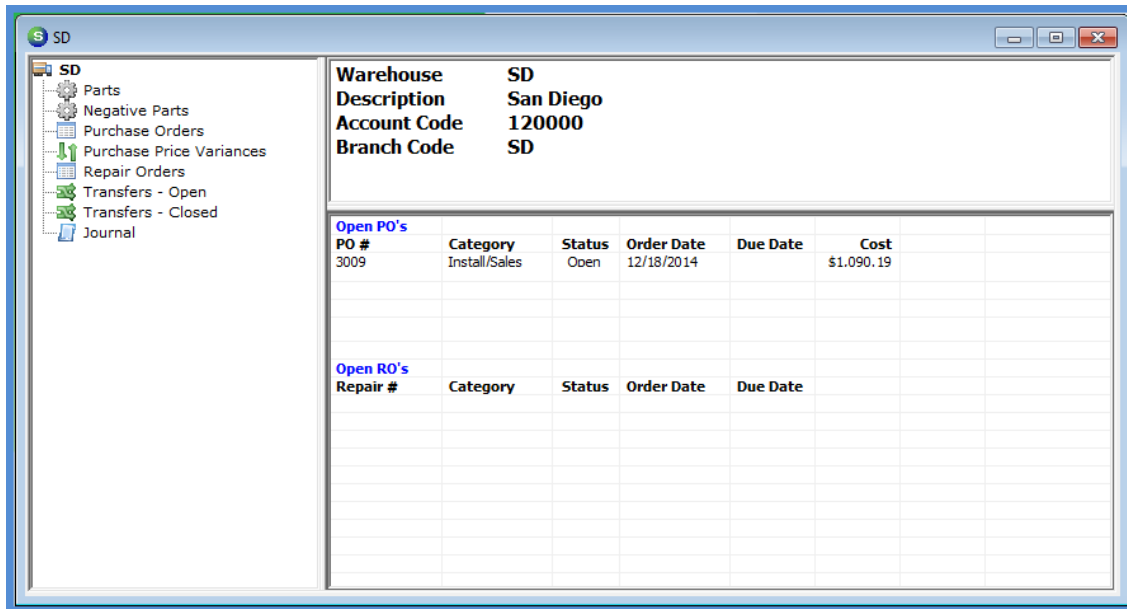 S SD
SD
Parts
Negative Parts
Purchase Orders
Purchase Price Variances
Repair Orders
Transfers - Open
Transfers - Closed
Journal
Warehouse SD
Description San Diego
Account Code 120000
Branch Code SD
Open PO's
PO # Category Status Order Date Due Date Cost
3009 Install/Sales Open 12/18/2014 $1,090.19
Open RO's
Repair # Category Status Order Date Due Date